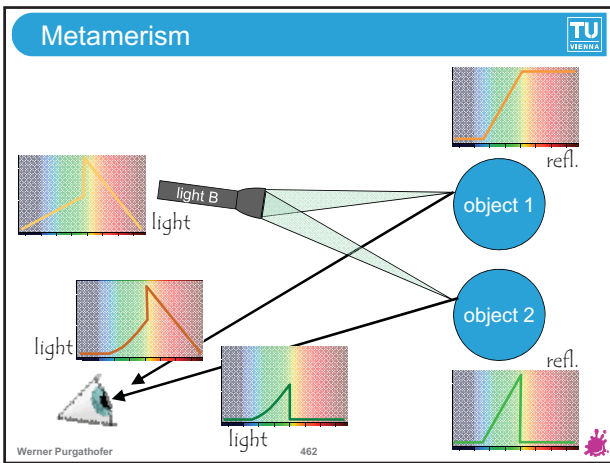 Metamerism
TU
VIENNA
refl.
light B
light
object 1
object 2
light
refl.
light
Werner Purgathofer
462